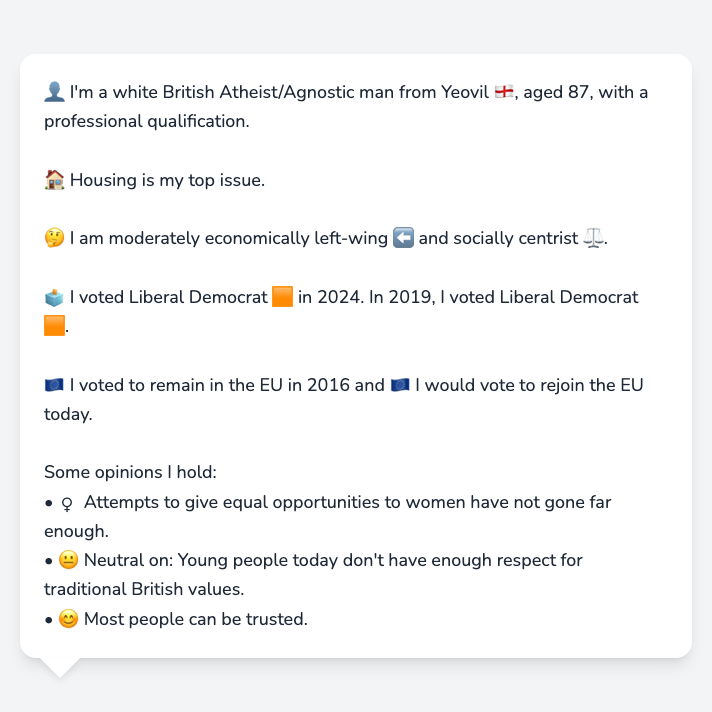 👤 I'm a white British Atheist/Agnostic man from Yeovil 🏴󠁧󠁢󠁥󠁮󠁧󠁿, aged 87, with a
professional qualification.
🏠 Housing is my top issue.
🤔 I am moderately economically left-wing ⬅️ and socially centrist ⚖️.
🗳️ I voted Liberal Democrat 🟧 in 2024. In 2019, I voted Liberal Democrat
🟧.
🇪🇺 I voted to remain in the EU in 2016 and 🇪🇺 I would vote to rejoin the EU
today.
Some opinions I hold:
• ♀️ Attempts to give equal opportunities to women have not gone far
enough.
• 😐 Neutral on: Young people today don't have enough respect for
traditional British values.
• 😊 Most people can be trusted.